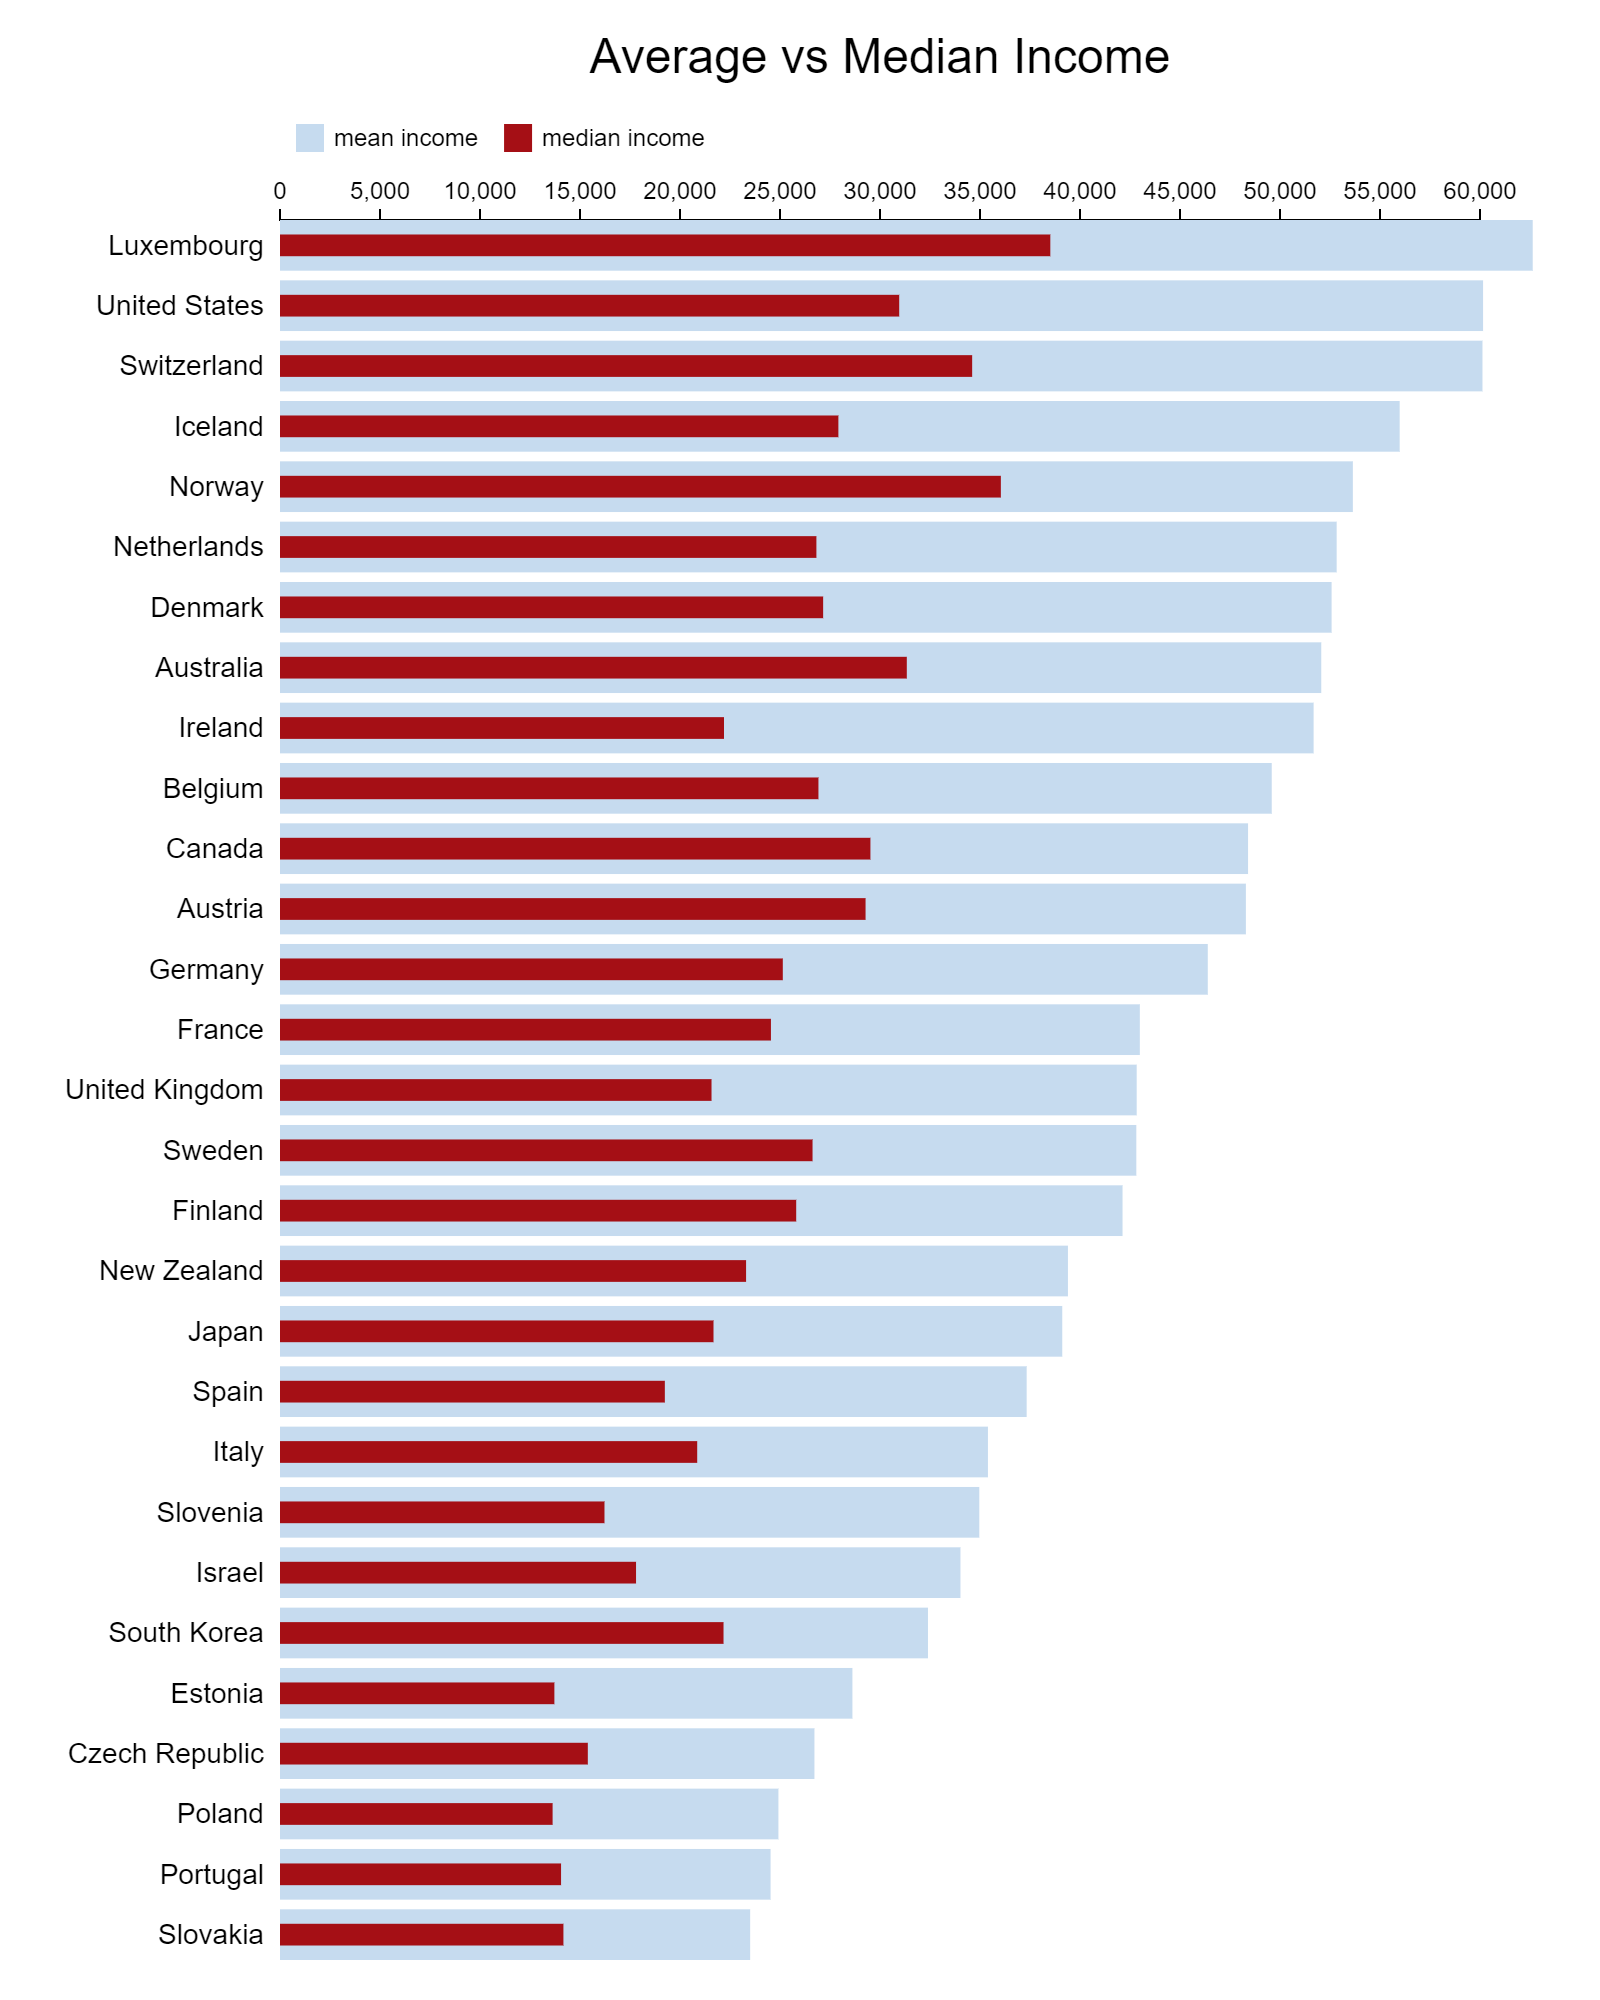 Average vs Median Income
mean income median income
0 5,000 10,000 15,000 20,000 25,000 30,000 35,000 40,000 45,000 50,000 55,000 60,000
Luxembourg
United States
Switzerland
Iceland
Norway
Netherlands
Denmark
Australia
Ireland
Belgium
Canada
Austria
Germany
France
United Kingdom
Sweden
Finland
New Zealand
Japan
Spain
Italy
Slovenia
Israel
South Korea
Estonia
Czech Republic
Poland
Portugal
Slovakia